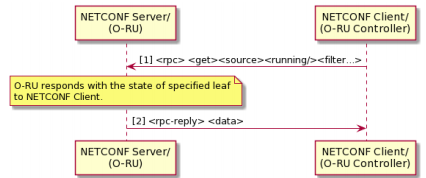 NETCONF Server/
(O-RU)
NETCONF Client/
(O-RU Controller)
[1] <rpc> <get><source><running/><filter...>
O-RU responds with the state of specified leaf
to NETCONF Client.
[2] <rpc-reply> <data>
NETCONF Server/
(O-RU)
NETCONF Client/
(O-RU Controller)